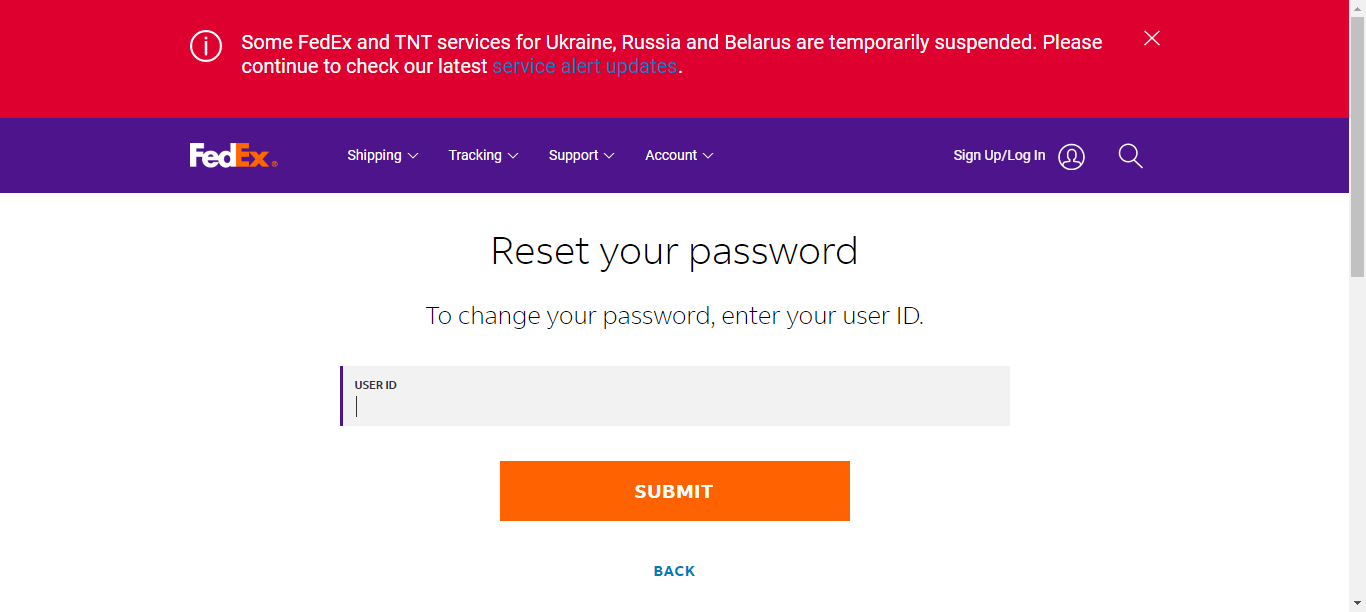 Some FedEx and TNT services for Ukraine, Russia and Belarus are temporarily suspended. Please
continue to check our latest service alert updates.
FedEx® Shipping Tracking Support Account Sign Up/Log In
Reset your password
To change your password, enter your user ID.
USER ID
SUBMIT
BACK